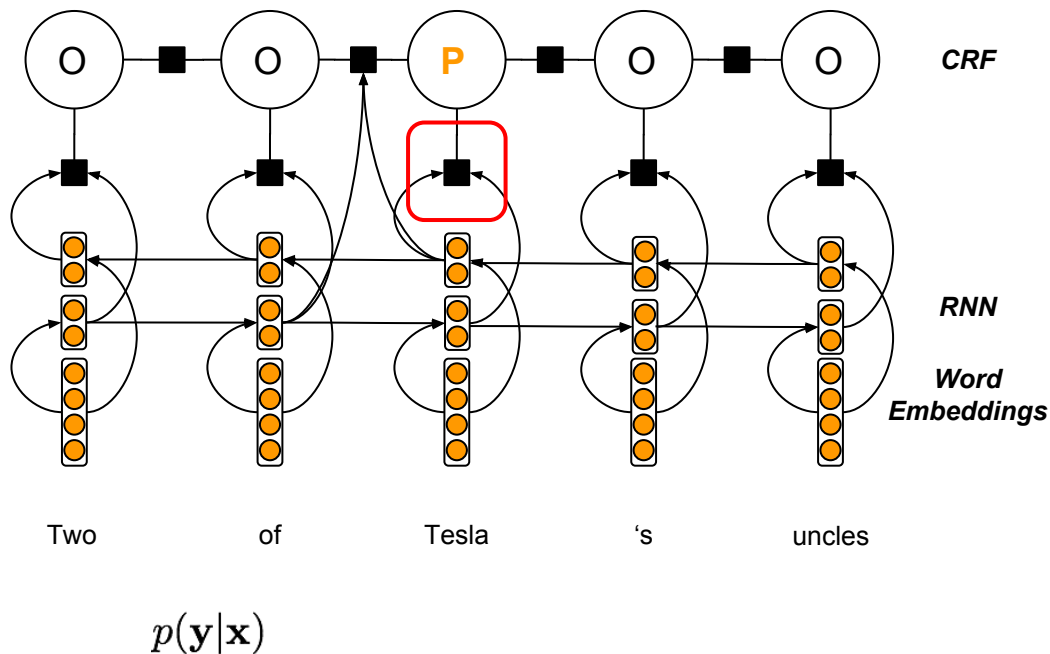 O O P O O CRF
RNN
Word
Embeddings
Two of Tesla ‘s uncles
p(y|x)